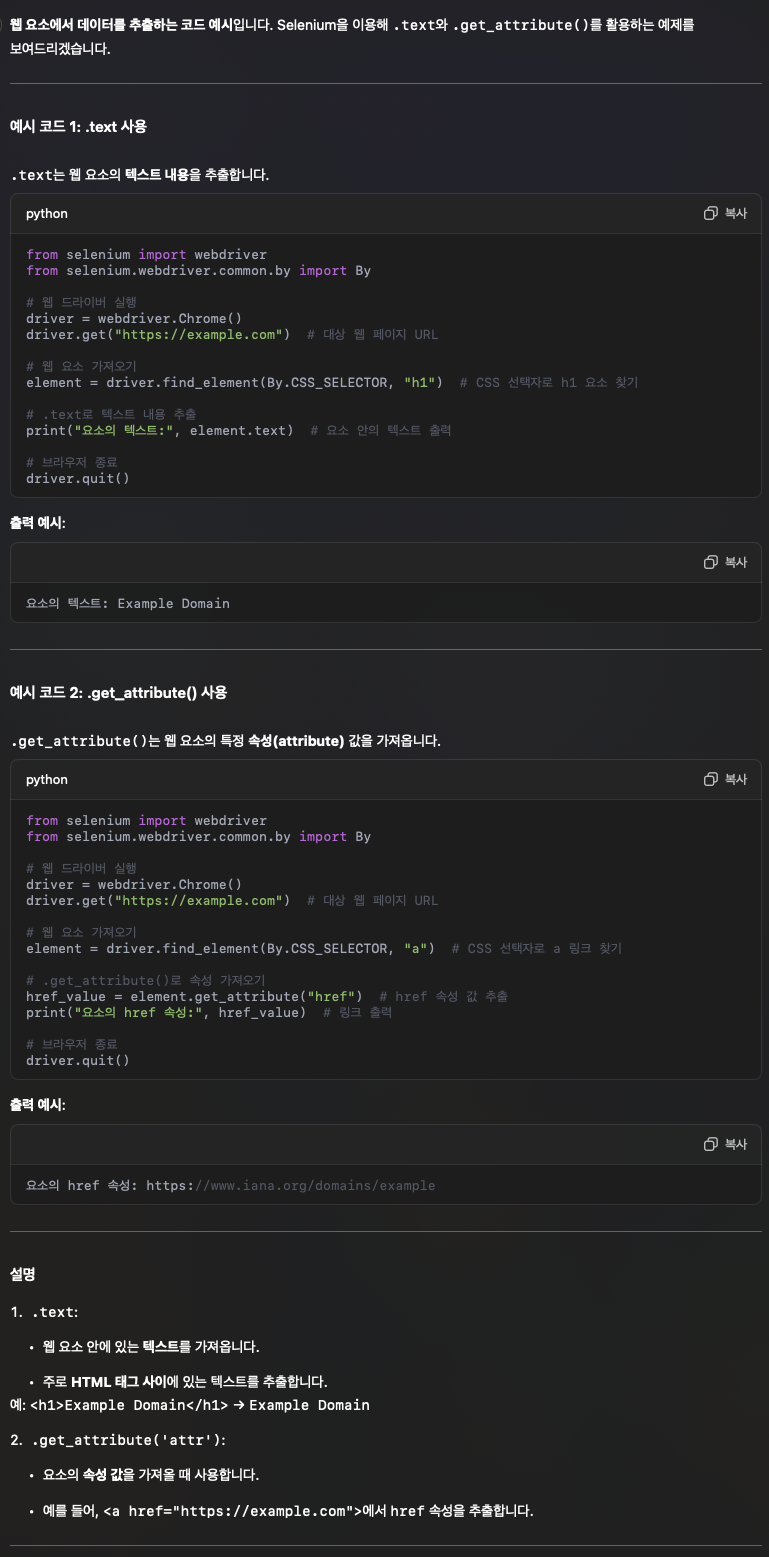 웹 요소에서 데이터를 추출하는 코드 예시입니다. Selenium을 이용해 .text와 .get_attribute()를 활용하는 예제를
보여드리겠습니다.
예시 코드 1: .text 사용
.text는 웹 요소의 텍스트 내용을 추출합니다.
python 복사
from selenium import webdriver
from selenium.webdriver.common.by import By
# 웹 드라이버 실행
driver = webdriver.Chrome()
driver.get("https://example.com")  # 대상 웹 페이지 URL
# 웹 요소 가져오기
element = driver.find_element(By.CSS_SELECTOR, "h1")  # CSS 선택자로 h1 요소 찾기
# .text로 텍스트 내용 추출
print("요소의 텍스트:", element.text)  # 요소 안의 텍스트 출력
# 브라우저 종료
driver.quit()
출력 예시:
복사
요소의 텍스트: Example Domain
예시 코드 2: .get_attribute() 사용
.get_attribute()는 웹 요소의 특정 속성(attribute) 값을 가져옵니다.
python 복사
from selenium import webdriver
from selenium.webdriver.common.by import By
# 웹 드라이버 실행
driver = webdriver.Chrome()
driver.get("https://example.com")  # 대상 웹 페이지 URL
# 웹 요소 가져오기
element = driver.find_element(By.CSS_SELECTOR, "a")  # CSS 선택자로 a 링크 찾기
# .get_attribute()로 속성 가져오기
href_value = element.get_attribute("href")  # href 속성 값 추출
print("요소의 href 속성:", href_value)  # 링크 출력
# 브라우저 종료
driver.quit()
출력 예시:
복사
요소의 href 속성: https://www.iana.org/domains/example
설명
1. .text:
• 웹 요소 안에 있는 텍스트를 가져옵니다.
• 주로 HTML 태그 사이에 있는 텍스트를 추출합니다.
예: <h1>Example Domain</h1> → Example Domain
2. .get_attribute('attr'):
• 요소의 속성 값을 가져올 때 사용합니다.
• 예를 들어, <a href="https://example.com">에서 href 속성을 추출합니다.